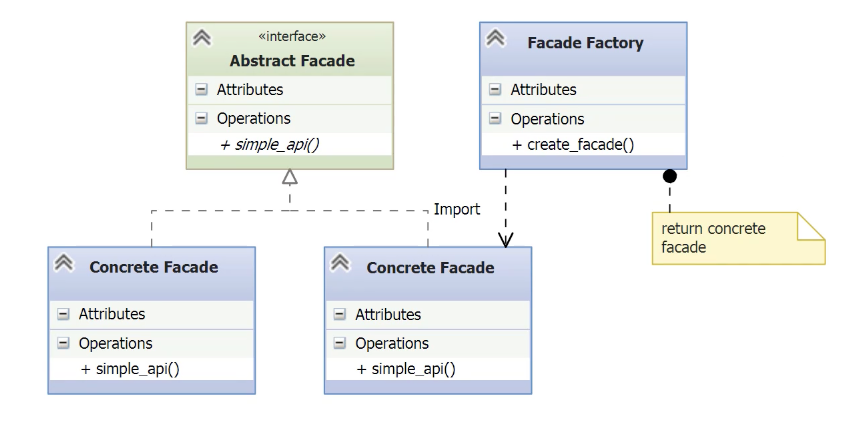 «interface»
Abstract Facade
Attributes
Operations
+ simple_api()
Facade Factory
Attributes
Operations
+ create_facade()
Import
return concrete
facade
Concrete Facade
Attributes
Operations
+ simple_api()
Concrete Facade
Attributes
Operations
+ simple_api()